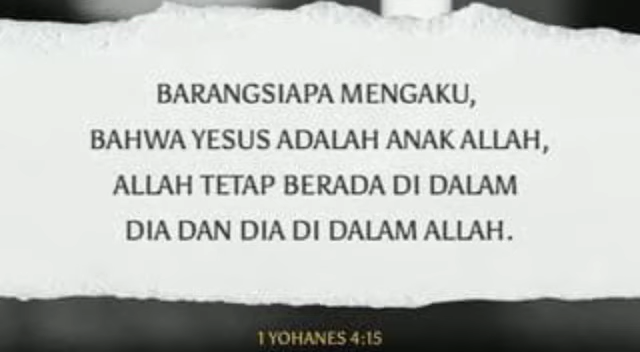 BARANGSIAPA MENGAKU,
BAHWA YESUS ADALAH ANAK ALLAH,
ALLAH TETAP BERADA DI DALAM
DIA DAN DIA DI DALAM ALLAH.
1 YOHANES 4:15